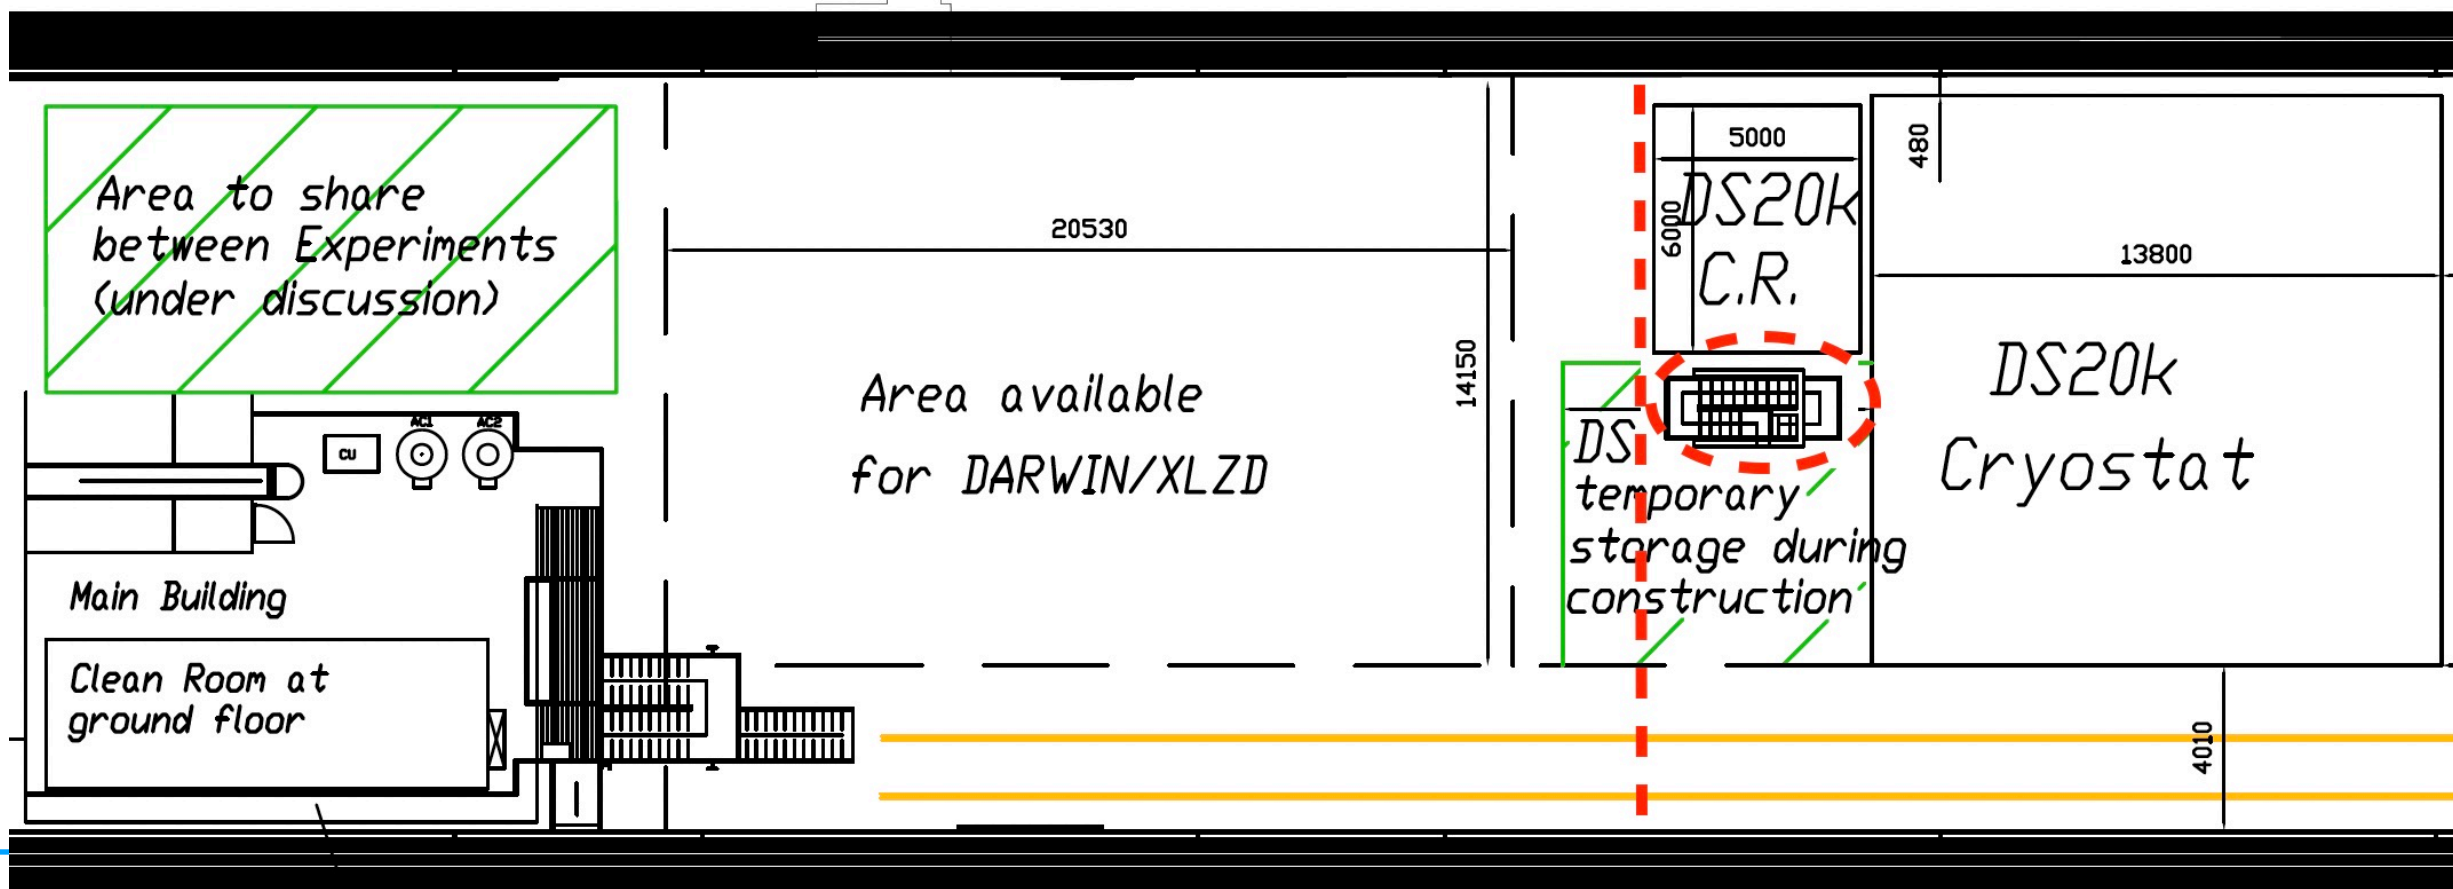 Area to share
between Experiments
(under discussion)
AC1
AC2
CU
Main Building
Clean Room at
ground floor
20530
14150
Area available
for DARWIN/XLZD
5000
6000
DS20k
C.R.
DS
temporary
storage during
construction
480
13800
DS20k
Cryostat
4010